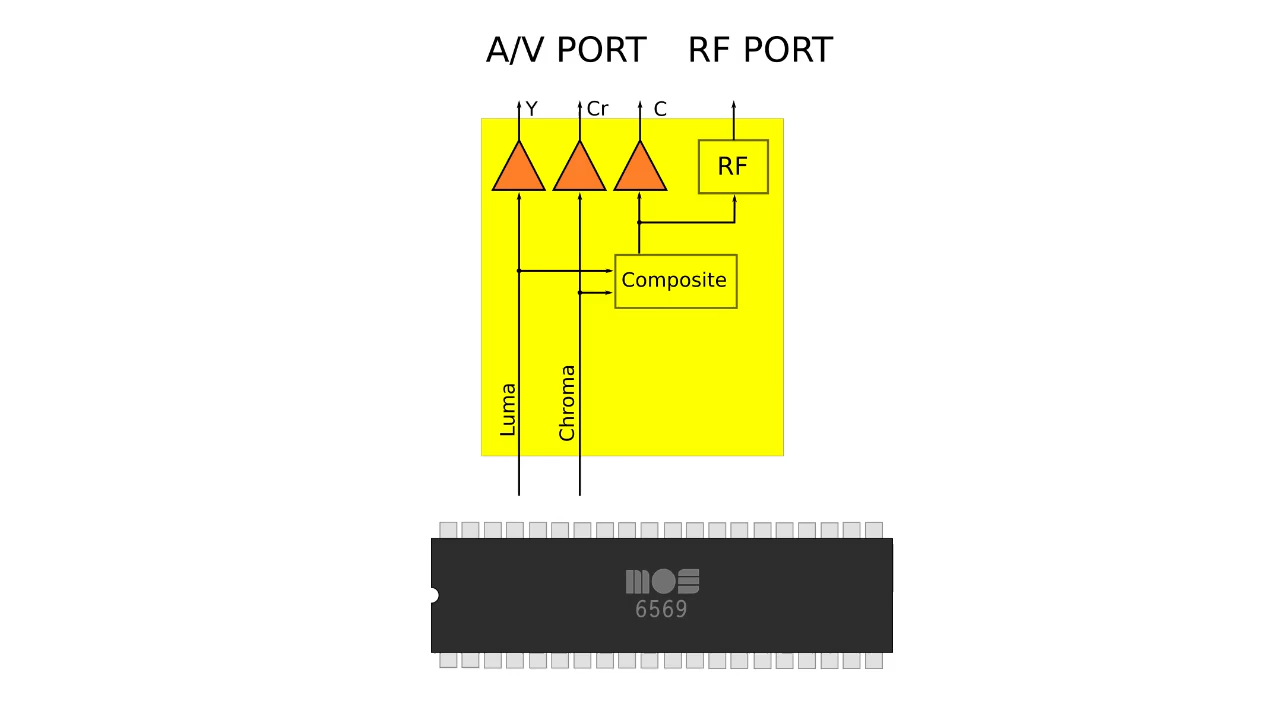 A/V PORT RF PORT
Y Cr C
RF
Composite
Luma
Chroma
mos
6569